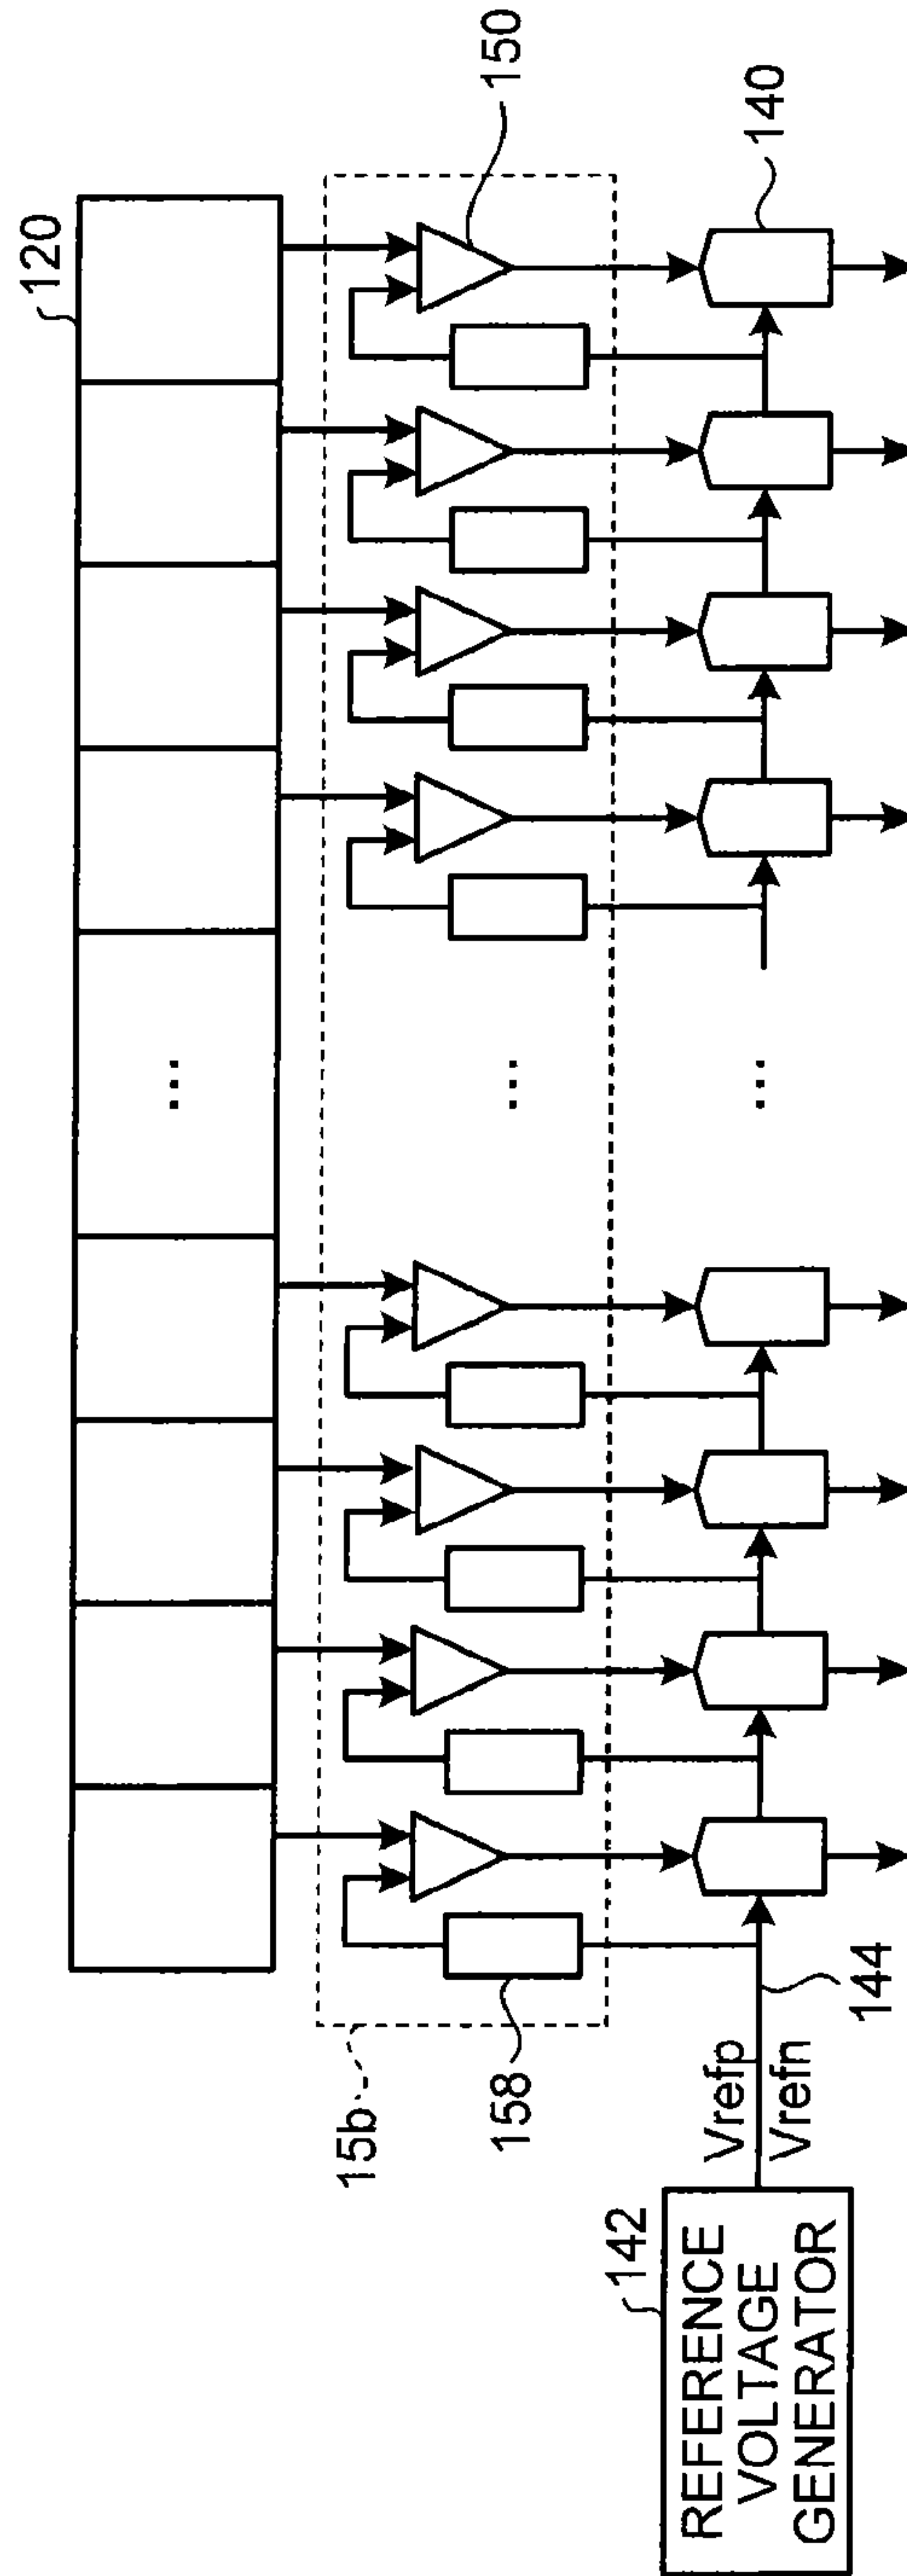 120
150
140
...
...
...
15b
158
144
Vrefp
Vrefn
142
REFERENCE
VOLTAGE
GENERATOR